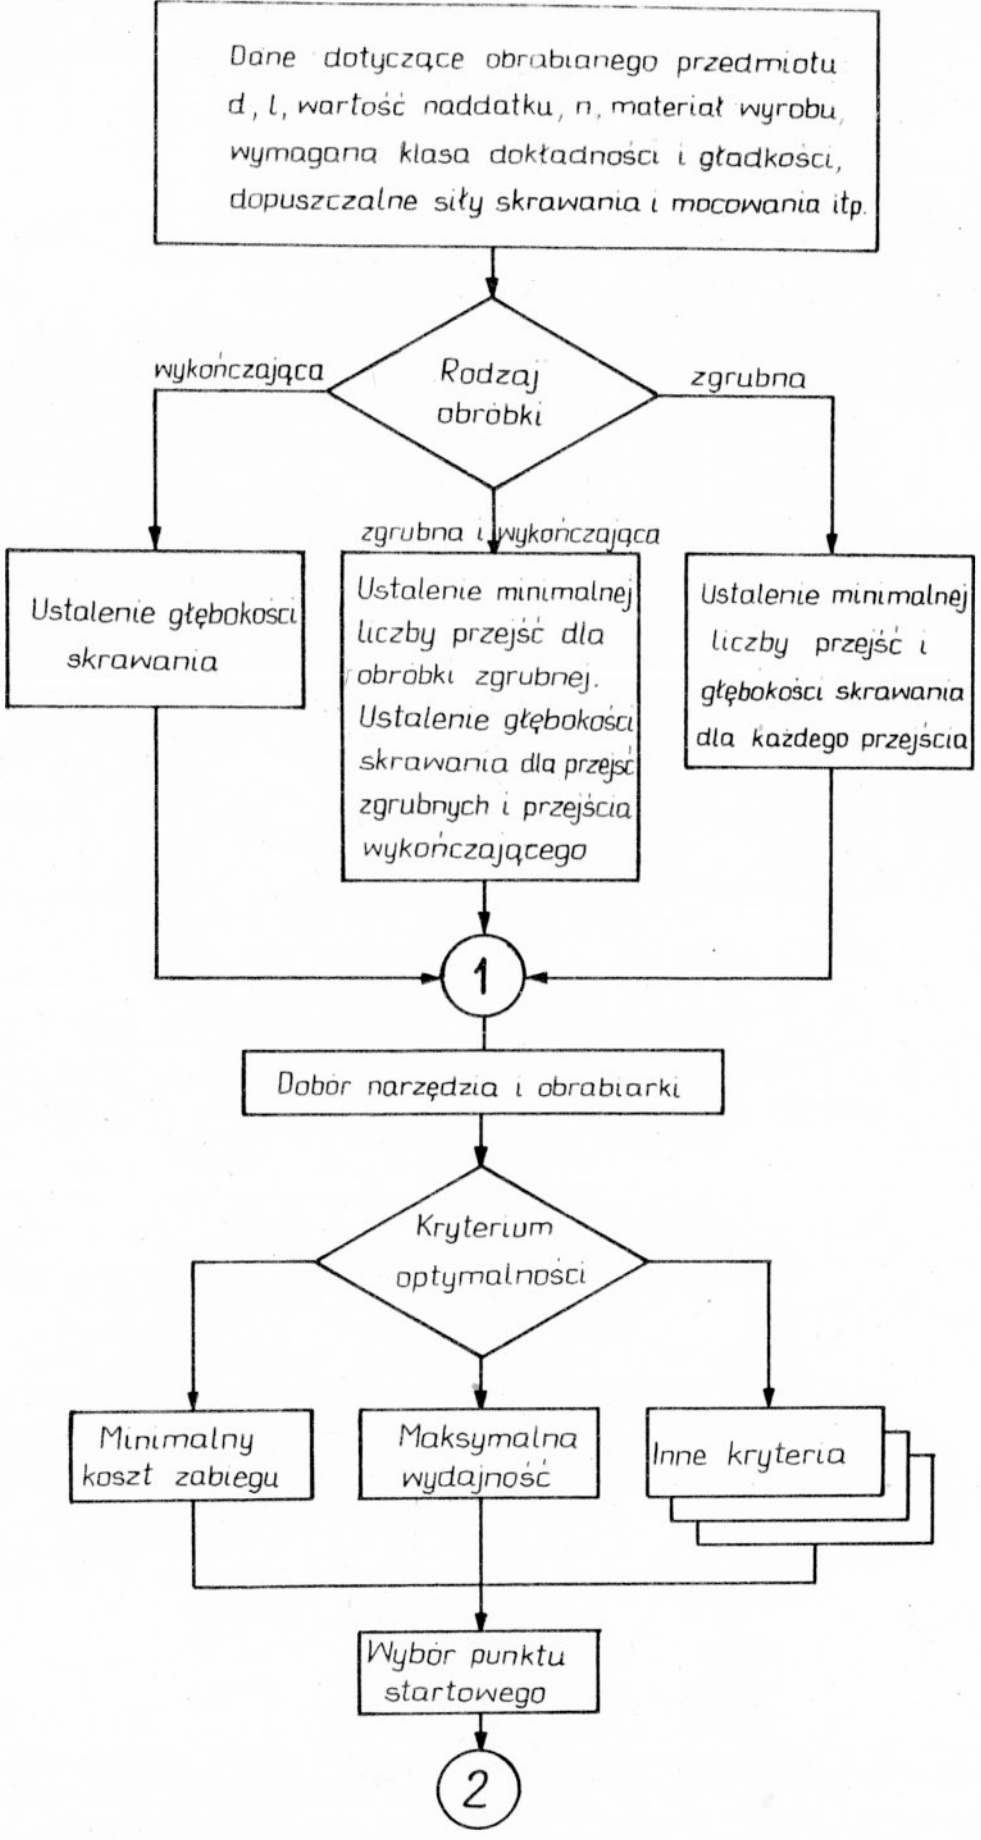 Dane dotyczące obrabianego przedmiotu
d, l, wartość naddatku, n, materiał wyrobu,
wymagana klasa dokładności i gładkości,
dopuszczalne siły skrawania i mocowania itp.
Rodzaj
obróbki
wykończająca
zgrubna
zgrubna i wykończająca
Ustalenie głębokości
skrawania
Ustalenie minimalnej
liczby przejść dla
obróbki zgrubnej.
Ustalenie głębokości
skrawania dla przejść
zgrubnych i przejścia
wykończającego
Ustalenie minimalnej
liczby przejść i
głębokości skrawania
dla każdego przejścia
1
Dobór narzędzia i obrabiarki
Kryterium
optymalności
Minimalny
koszt zabiegu
Maksymalna
wydajność
Inne kryteria
Wybór punktu
startowego
2